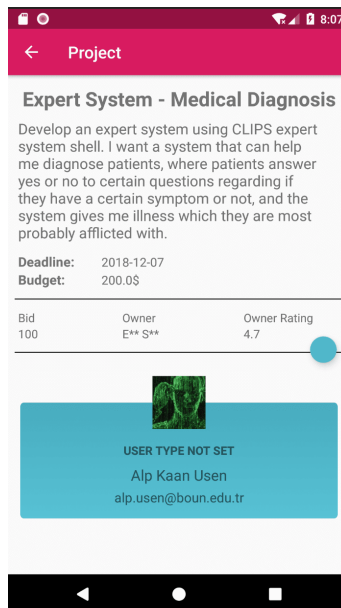 8:07
Project
Expert System - Medical Diagnosis
Develop an expert system using CLIPS expert
system shell. I want a system that can help
me diagnose patients, where patients answer
yes or no to certain questions regarding if
they have a certain symptom or not, and the
system gives me illness which they are most
probably afflicted with.
Deadline: 2018-12-07
Budget: 200.0$
Bid Owner Owner Rating
100 E** S** 4.7
USER TYPE NOT SET
Alp Kaan Usen
alp.usen@boun.edu.tr